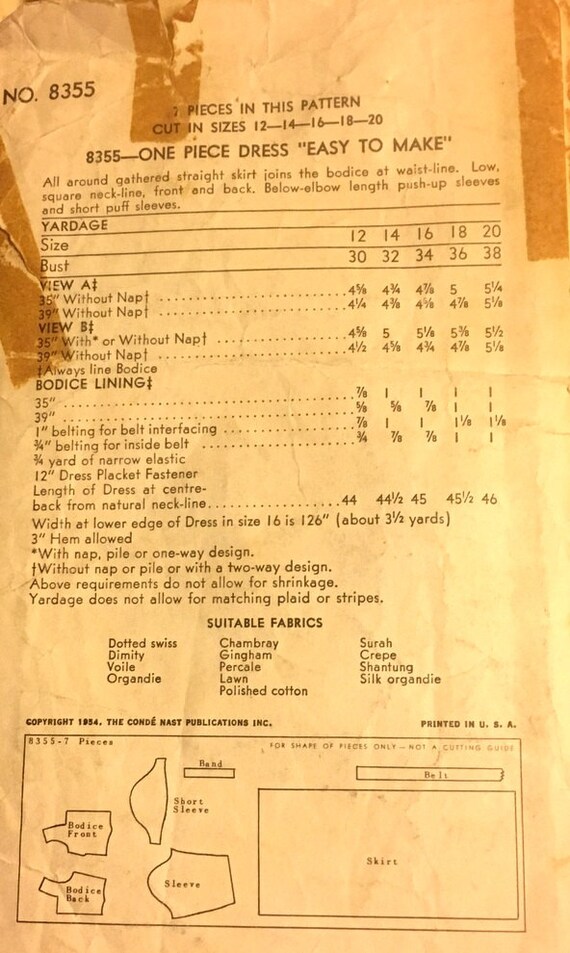 NO. 8355
7 PIECES IN THIS PATTERN
CUT IN SIZES 12—14—16—18—20
8355—ONE PIECE DRESS "EASY TO MAKE"
All around gathered straight skirt joins the bodice at waist-line. Low,
square neck-line, front and back. Below-elbow length push-up sleeves
and short puff sleeves.
YARDAGE
Size 12 14 16 18 20
Bust 30 32 34 36 38
VIEW A‡
35" Without Nap† 4⅝ 4¾ 4⅞ 5 5¼
39" Without Nap† 4¼ 4⅜ 4⅝ 4⅞ 5⅛
VIEW B‡
35" With* or Without Nap† 4⅝ 5 5⅛ 5⅜ 5½
39" Without Nap† 4½ 4⅝ 4¾ 4⅞ 5⅛
‡Always line Bodice
BODICE LINING‡
35" ⅞ 1 1 1 1
39" ⅝ ⅝ ⅞ 1 1
1" belting for belt interfacing ⅞ 1 1 1⅛ 1⅛
¾" belting for inside belt ¾ ⅞ ⅞ 1 1
¾ yard of narrow elastic
12" Dress Placket Fastener
Length of Dress at centre-
back from natural neck-line 44 44½ 45 45½ 46
Width at lower edge of Dress in size 16 is 126" (about 3½ yards)
3" Hem allowed
*With nap, pile or one-way design.
†Without nap or pile or with a two-way design.
Above requirements do not allow for shrinkage.
Yardage does not allow for matching plaid or stripes.
SUITABLE FABRICS
Dotted swiss Chambray Surah
Dimity Gingham Crepe
Voile Percale Shantung
Organdie Lawn Silk organdie
Polished cotton
COPYRIGHT 1954, THE CONDÉ NAST PUBLICATIONS INC. PRINTED IN U. S. A.
8355-7 Pieces FOR SHAPE OF PIECES ONLY—NOT A CUTTING GUIDE
Band
Belt
Short
Sleeve
Bodice
Front
Skirt
Sleeve
Bodice
Back